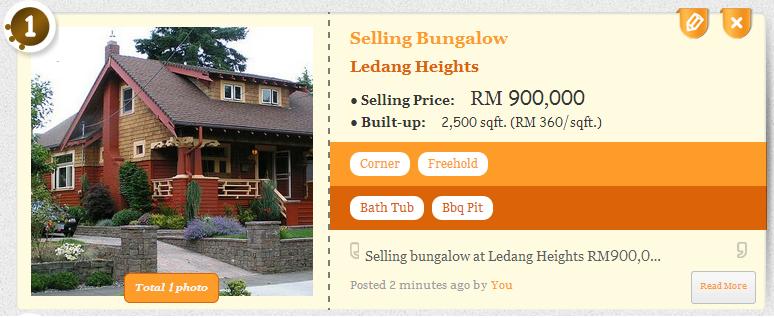 1
Selling Bungalow
Ledang Heights
● Selling Price: RM 900,000
● Built-up: 2,500 sqft. (RM 360/sqft.)
Corner Freehold
Bath Tub Bbq Pit
Selling bungalow at Ledang Heights RM900,0...
Posted 2 minutes ago by You
Read More
Total 1 photo